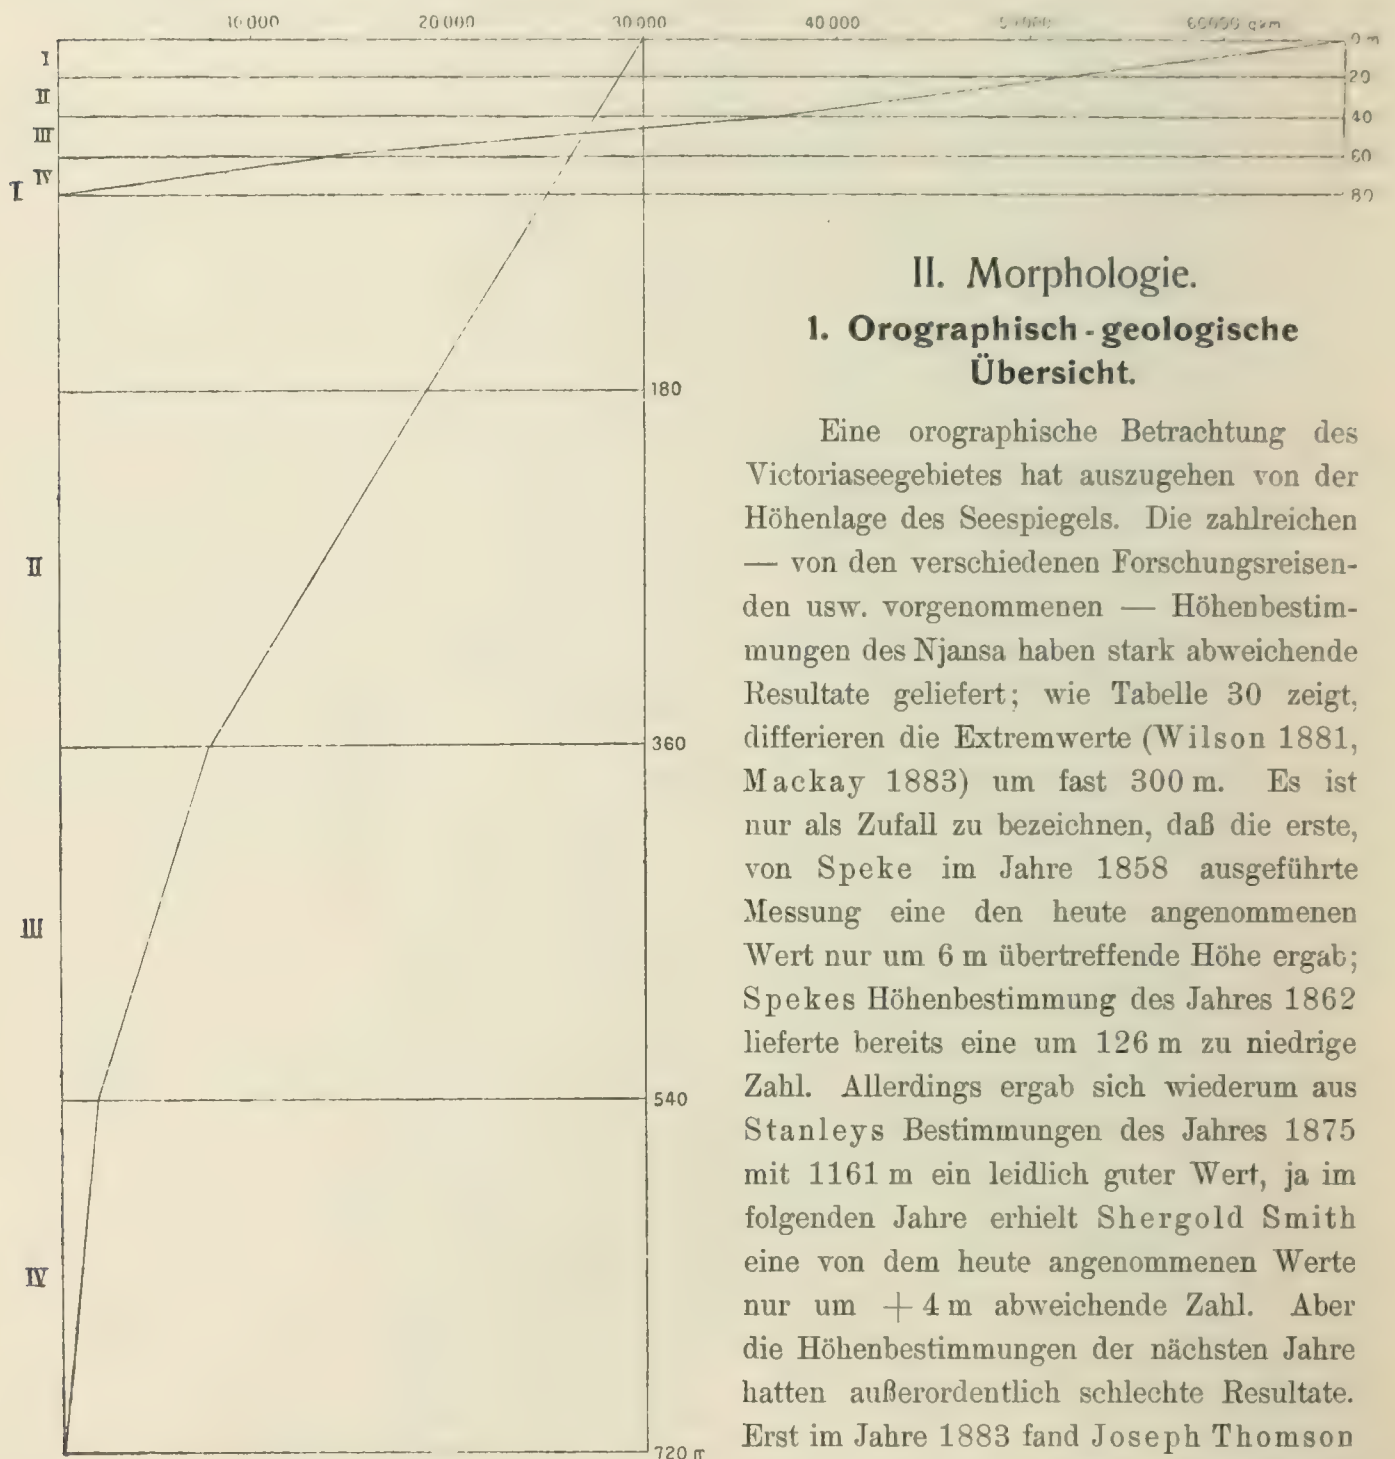 10 000 20 000 30 000 40 000 50 000 60 000 qkm
I 0 m
20
II
40
III
60
IV
I 80
II. Morphologie.
1. Orographisch-geologische
Übersicht.
180
Eine orographische Betrachtung des
Victoriaseegebietes hat auszugehen von der
Höhenlage des Seespiegels. Die zahlreichen
II
— von den verschiedenen Forschungsreisen-
den usw. vorgenommenen — Höhenbestim-
mungen des Njansa haben stark abweichende
Resultate geliefert; wie Tabelle 30 zeigt,
360
differieren die Extremwerte (Wilson 1881,
Mackay 1883) um fast 300 m. Es ist
nur als Zufall zu bezeichnen, daß die erste,
von Speke im Jahre 1858 ausgeführte
III
Messung eine den heute angenommenen
Wert nur um 6 m übertreffende Höhe ergab;
Spekes Höhenbestimmung des Jahres 1862
lieferte bereits eine um 126 m zu niedrige
Zahl. Allerdings ergab sich wiederum aus
540
Stanleys Bestimmungen des Jahres 1875
mit 1161 m ein leidlich guter Wert, ja im
folgenden Jahre erhielt Shergold Smith
eine von dem heute angenommenen Werte
IV
nur um + 4 m abweichende Zahl. Aber
die Höhenbestimmungen der nächsten Jahre
hatten außerordentlich schlechte Resultate.
Erst im Jahre 1883 fand Joseph Thomson
720 m